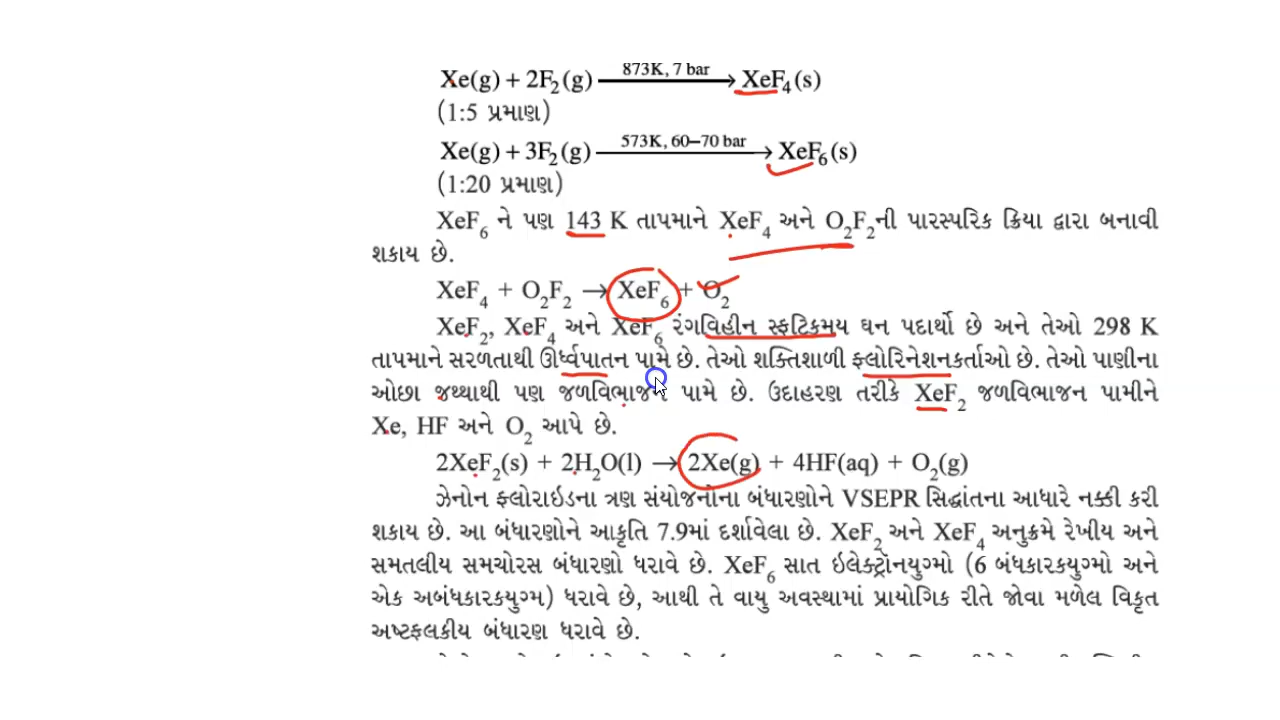 Xe(g) + 2F₂(g) 873K, 7 bar → XeF₄(s)
(1:5 પ્રમાણ)
Xe(g) + 3F₂(g) 573K, 60–70 bar → XeF₆(s)
(1:20 પ્રમાણ)
XeF₆ ને પણ 143 K તાપમાને XeF₄ અને O₂F₂ની પારસ્પરિક ક્રિયા દ્વારા બનાવી
શકાય છે.
XeF₄ + O₂F₂ → XeF₆ + O₂
XeF₂, XeF₄ અને XeF₆ રંગવિહીન સ્ફટિકમય ઘન પદાર્થો છે અને તેઓ 298 K
તાપમાને સરળતાથી ઊર્ધ્વપાતન પામે છે. તેઓ શક્તિશાળી ફ્લોરિનેશનકર્તાઓ છે. તેઓ પાણીના
ઓછા જથ્થાથી પણ જળવિભાજન પામે છે. ઉદાહરણ તરીકે XeF₂ જળવિભાજન પામીને
Xe, HF અને O₂ આપે છે.
2XeF₂(s) + 2H₂O(l) → 2Xe(g) + 4HF(aq) + O₂(g)
ઝેનોન ફ્લોરાઇડના ત્રણ સંયોજનોના બંધારણોને VSEPR સિદ્ધાંતના આધારે નક્કી કરી
શકાય છે. આ બંધારણોને આકૃતિ 7.9માં દર્શાવેલા છે. XeF₂ અને XeF₄ અનુક્રમે રેખીય અને
સમતલીય સમચોરસ બંધારણો ધરાવે છે. XeF₆ સાત ઇલેક્ટ્રૉનયુગ્મો (6 બંધકારકયુગ્મો અને
એક અબંધકારકયુગ્મ) ધરાવે છે, આથી તે વાયુ અવસ્થામાં પ્રાયોગિક રીતે જોવા મળેલ વિકૃત
અષ્ટફલકીય બંધારણ ધરાવે છે.